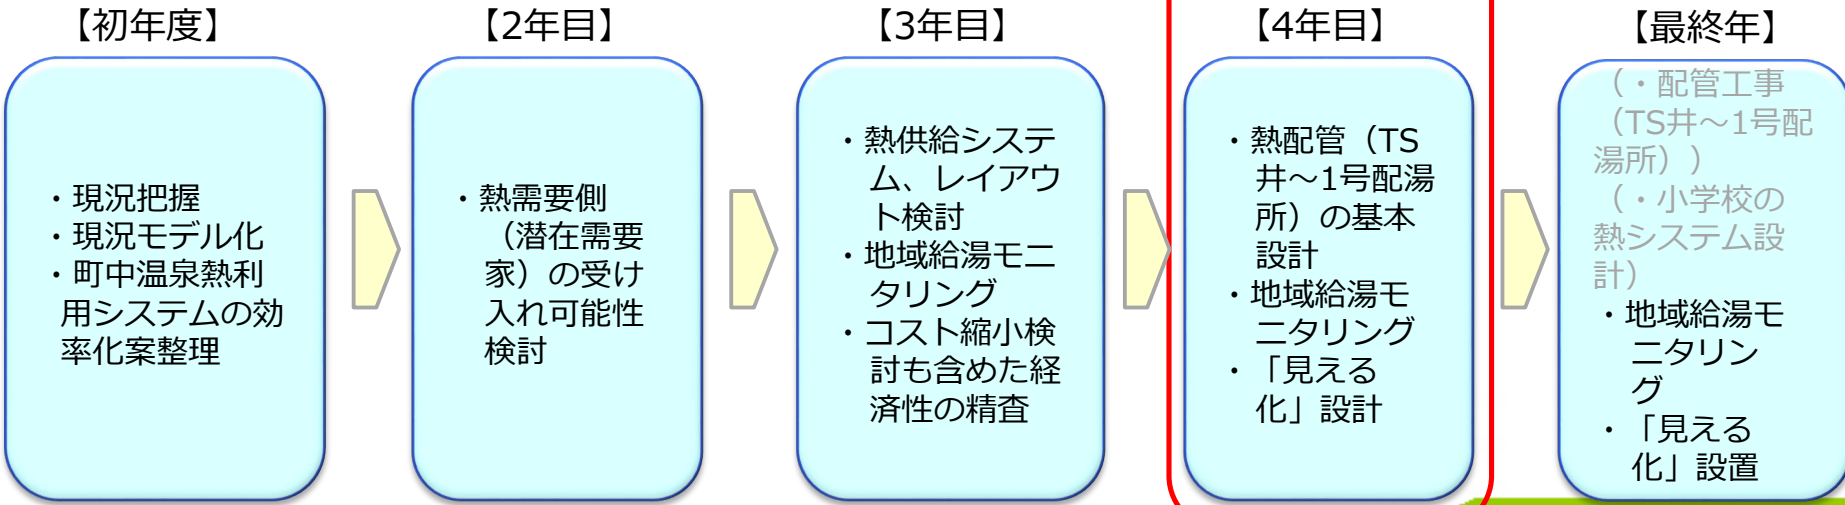 【初年度】
・現況把握
・現況モデル化
・町中温泉熱利
用システムの効
率化案整理
【2年目】
・熱需要側
（潜在需要
家）の受け
入れ可能性
検討
【3年目】
・熱供給システ
ム、レイアウ
ト検討
・地域給湯モニ
タリング
・コスト縮小検
討も含めた経
済性の精査
【4年目】
・熱配管（TS
井～1号配湯
所）の基本
設計
・地域給湯モ
ニタリング
・「見える
化」設計
【最終年】
（・配管工事
（TS井～1号配
湯所））
（・小学校の
熱システム設
計）
・地域給湯モ
ニタリン
グ
・「見える
化」設置